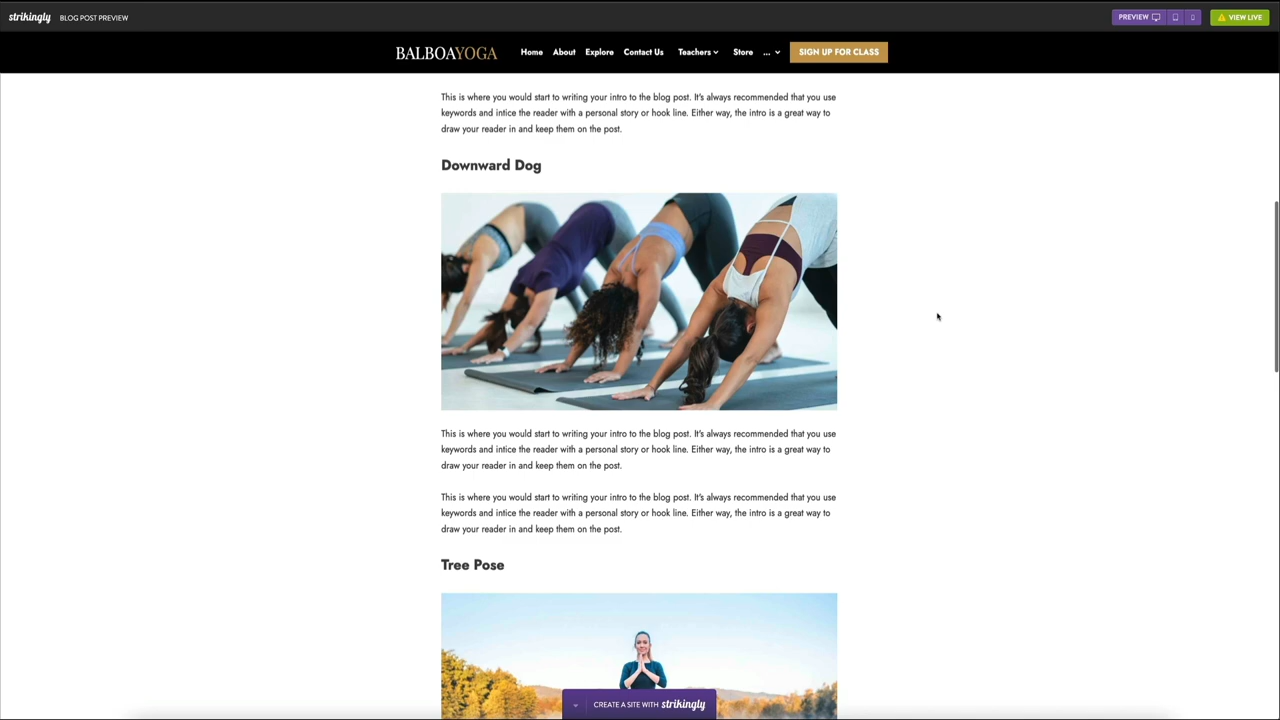 strikingly BLOG POST PREVIEW PREVIEW VIEW LIVE
BALBOAYOGA Home About Explore Contact Us Teachers Store ... SIGN UP FOR CLASS
This is where you would start to writing your intro to the blog post. It's always recommended that you use
keywords and intice the reader with a personal story or hook line. Either way, the intro is a great way to
draw your reader in and keep them on the post.
Downward Dog
This is where you would start to writing your intro to the blog post. It's always recommended that you use
keywords and intice the reader with a personal story or hook line. Either way, the intro is a great way to
draw your reader in and keep them on the post.
This is where you would start to writing your intro to the blog post. It's always recommended that you use
keywords and intice the reader with a personal story or hook line. Either way, the intro is a great way to
draw your reader in and keep them on the post.
Tree Pose
CREATE A SITE WITH strikingly